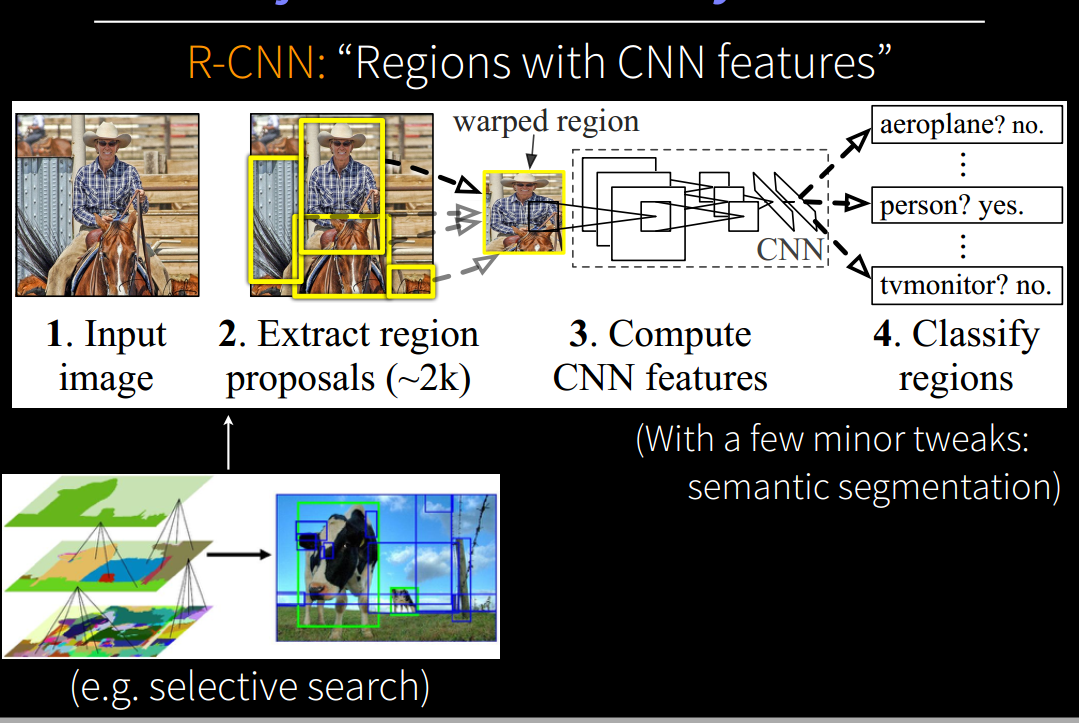 R-CNN: “Regions with CNN features”
warped region
aeroplane? no.
person? yes.
CNN
tvmonitor? no.
1. Input
image
2. Extract region
proposals (~2k)
3. Compute
CNN features
4. Classify
regions
(With a few minor tweaks:
semantic segmentation)
(e.g. selective search)